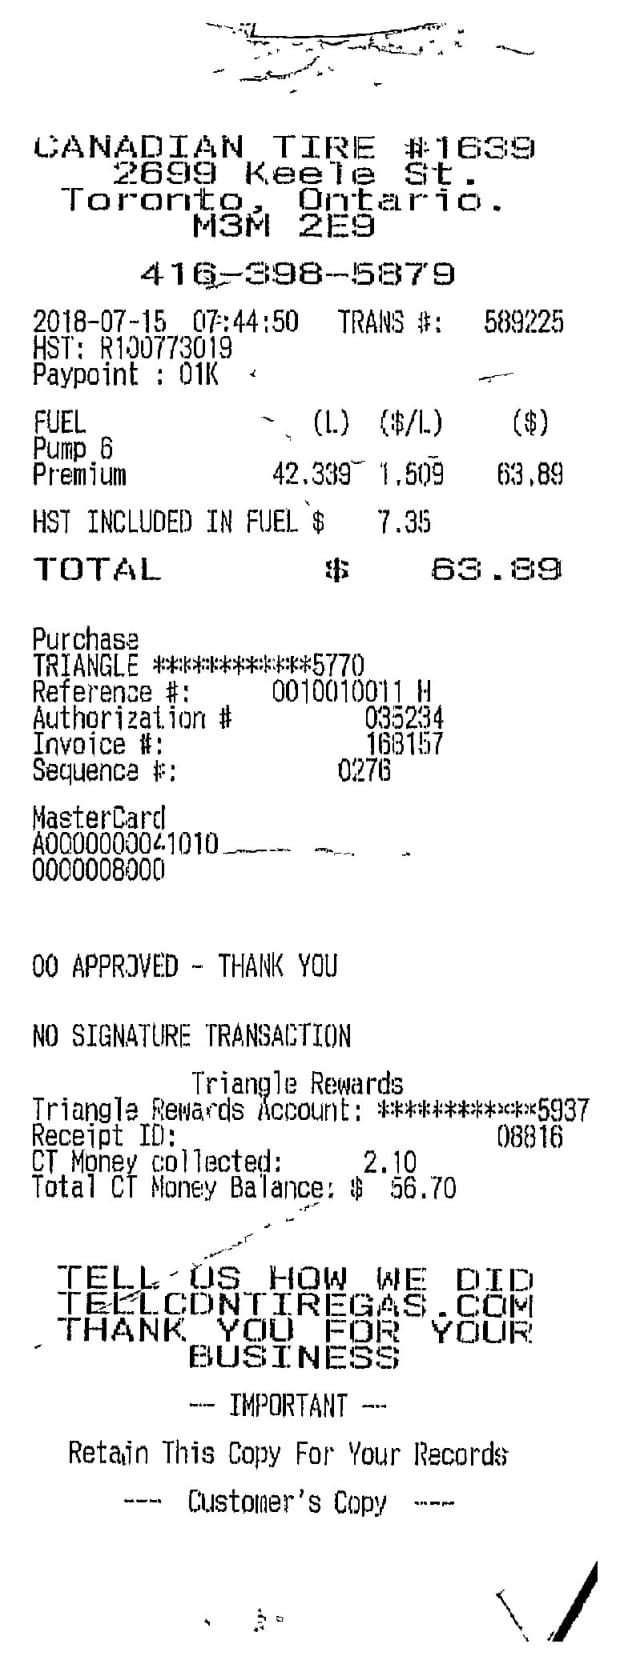 CANADIAN TIRE #1639
2699 Keele St.
Toronto, Ontario.
M3M 2E9
416-398-5879
2018-07-15 07:44:50 TRANS #: 589225
HST: R100773019
Paypoint : 01K
FUEL (L) ($/L) ($)
Pump 6
Premium 42.339 1.509 63.89
HST INCLUDED IN FUEL $ 7.35
TOTAL $ 63.89
Purchase
TRIANGLE ************5770
Reference #: 0010010011 H
Authorization # 035234
Invoice #: 168157
Sequence #: 0276
MasterCard
A0000000041010
0000008000
00 APPROVED - THANK YOU
NO SIGNATURE TRANSACTION
Triangle Rewards
Triangle Rewards Account: ************5937
Receipt ID: 08816
CT Money collected: 2.10
Total CT Money Balance: $ 56.70
TELL US HOW WE DID
TELLCDNTIREGAS.COM
THANK YOU FOR YOUR
BUSINESS
--- IMPORTANT ---
Retain This Copy For Your Records
--- Customer's Copy ---